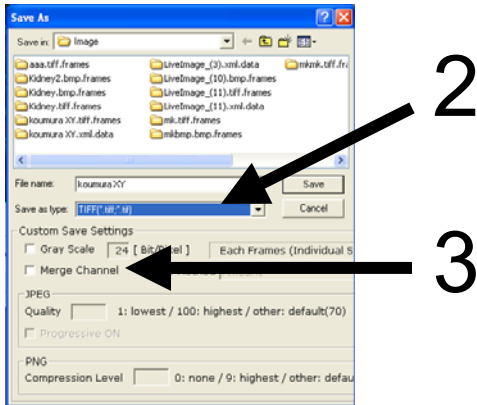 Save As
Save in: Image
aaa.tiff.frames
Kidney2.bmp.frames
Kidney.bmp.frames
Kidney.tiff.frames
koumura XY.tiff.frames
koumura XY.xml.data
LiveImage_(3).xml.data
LiveImage_(10).bmp.frames
LiveImage_(11).tiff.frames
LiveImage_(11).xml.data
mk.tiff.frames
mkbmp.bmp.frames
mkmk.tiff.fra
2
File name: koumura XY Save
Save as type: TIFF(*.tiff;*.tif) Cancel
Custom Save Settings
Gray Scale 24 [ Bit/Pixel ] Each Frames (Individual S
Merge Channel
3
JPEG
Quality 1: lowest / 100: highest / other: default(70)
Progressive ON
PNG
Compression Level 0: none / 9: highest / other: defau